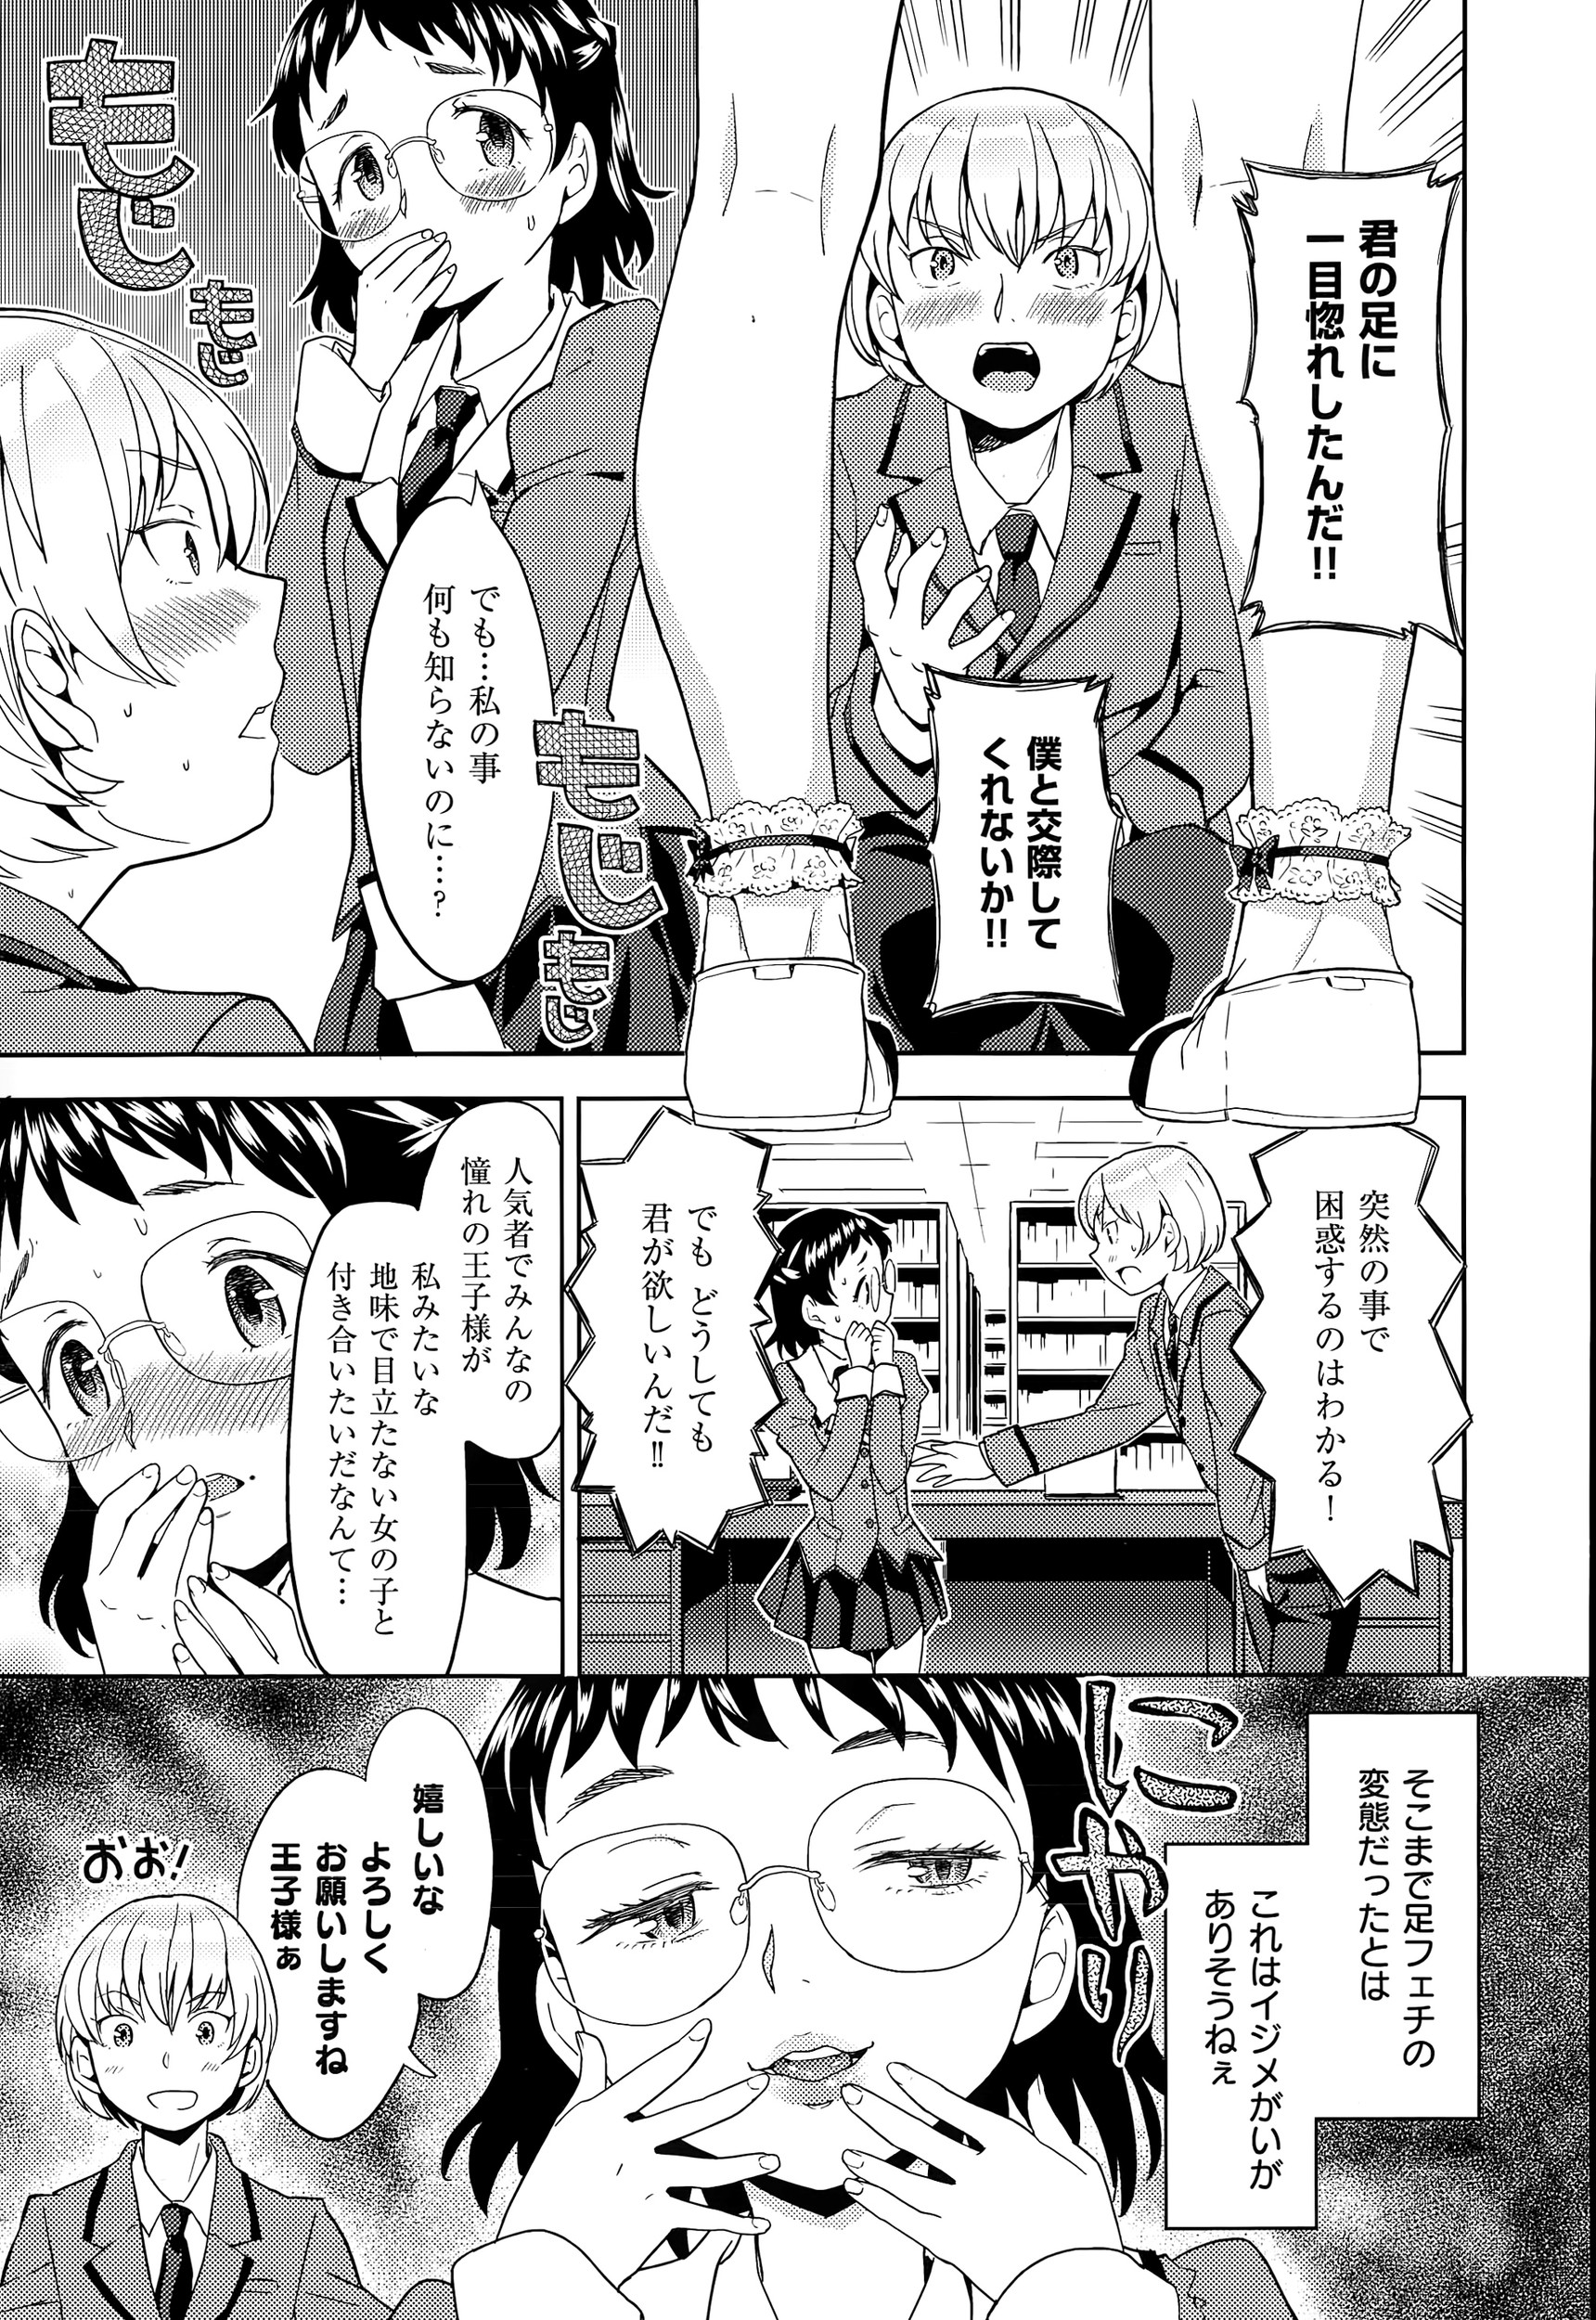 君の足に
一目惚れしたんだ!!
僕と交際して
くれないか!!
もじ
もじ
でも…私の事
何も知らないのに…?
もじ
もじ
突然の事で
困惑するのはわかる!
でも どうしても
君が欲しいんだ!!
人気者でみんなの
憧れの王子様が
私みたいな
地味で目立たない女の子と
付き合いたいだなんて…
そこまで足フェチの
変態だったとは
これはイジメがいが
ありそうねぇ
にやり
嬉しいな
よろしく
お願いしますね
王子様ぁ
おお!